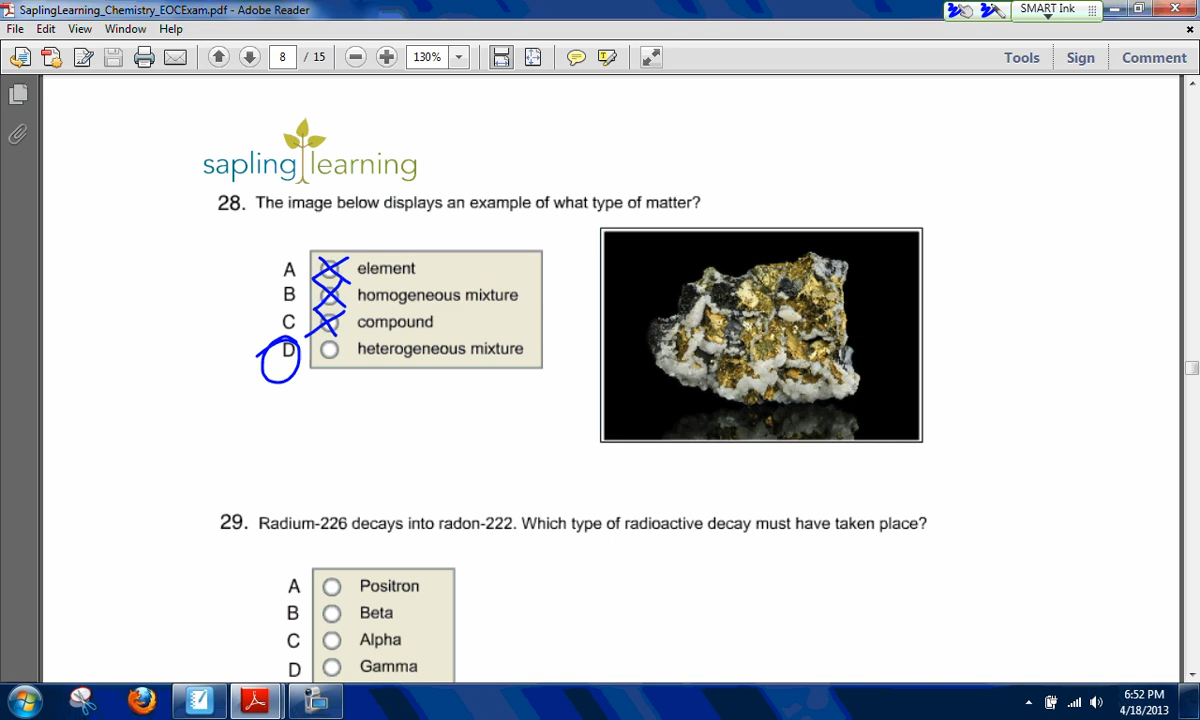 SaplingLearning_Chemistry_EOCExam.pdf - Adobe Reader
SMART Ink
File Edit View Window Help
8 / 15 130% Tools Sign Comment
sapling learning
28. The image below displays an example of what type of matter?
A element
B homogeneous mixture
C compound
D heterogeneous mixture
29. Radium-226 decays into radon-222. Which type of radioactive decay must have taken place?
A Positron
B Beta
C Alpha
D Gamma
6:52 PM
4/18/2013